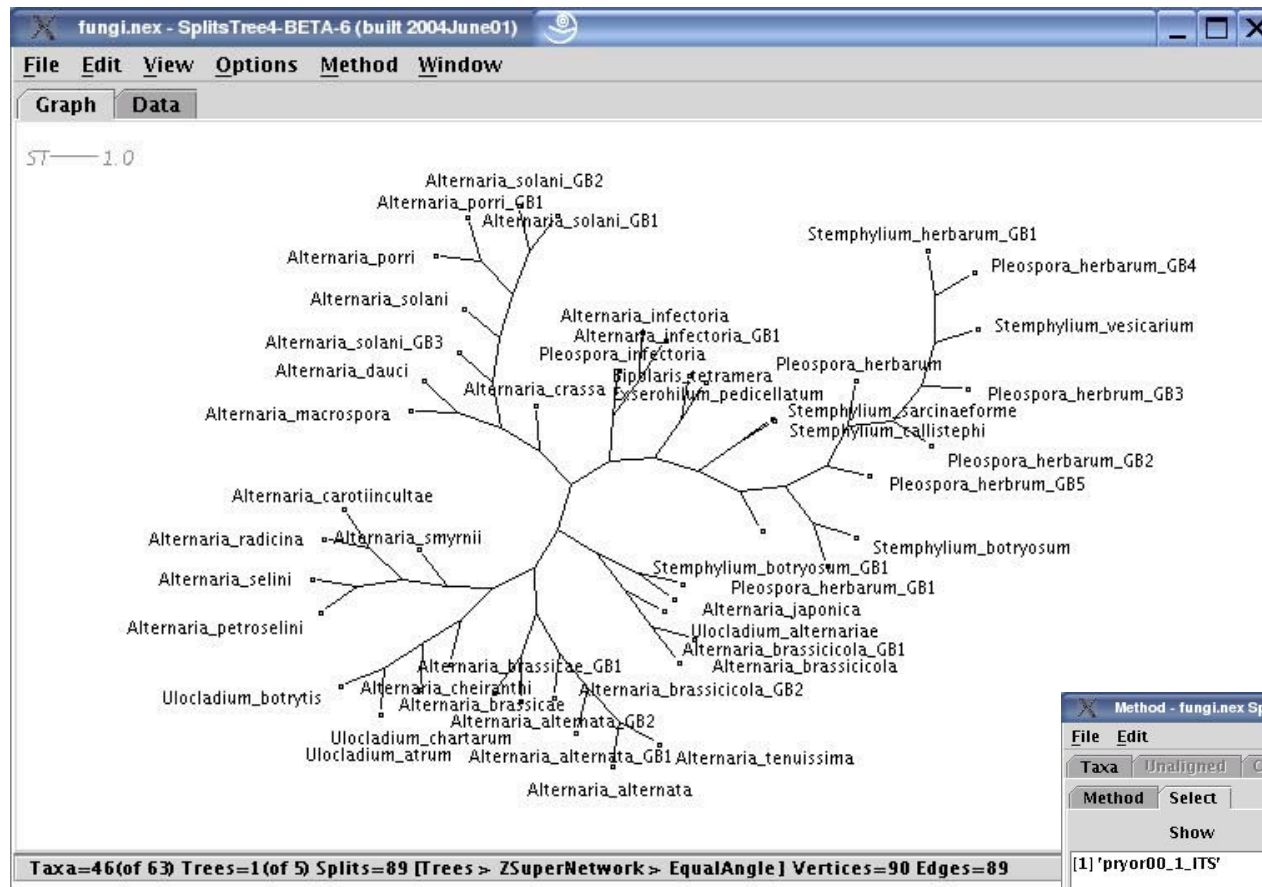 fungi.nex - SplitsTree4-BETA-6 (built 2004June01)
File Edit View Options Method Window
Graph Data
ST 1.0
Alternaria_solani_GB2
Alternaria_porri_GB1
Alternaria_solani_GB1
Stemphylium_herbarum_GB1
Alternaria_porri
Pleospora_herbarum_GB4
Alternaria_solani
Alternaria_infectoria
Stemphylium_vesicarium
Alternaria_solani_GB3
Alternaria_infectoria_GB1
Pleospora_infectoria
Alternaria_dauci
Bipolaris_tetramera
Pleospora_herbarum
Alternaria_crassa
Exserohilum_pedicellatum
Pleospora_herbrum_GB3
Alternaria_macrospora
Stemphylium_sarcinaeforme
Stemphylium_callistephi
Pleospora_herbarum_GB2
Pleospora_herbrum_GB5
Alternaria_carotiincultae
Alternaria_radicina
Alternaria_smyrnii
Stemphylium_botryosum
Alternaria_selini
Stemphylium_botryosum_GB1
Pleospora_herbarum_GB1
Alternaria_japonica
Alternaria_petroselini
Ulocladium_alternariae
Alternaria_brassicicola_GB1
Alternaria_brassicae_GB1
Alternaria_brassicicola
Ulocladium_botrytis
Alternaria_cheiranthi
Alternaria_brassicicola_GB2
Alternaria_brassicae
Alternaria_alternata_GB2
Ulocladium_chartarum
Ulocladium_atrum
Alternaria_alternata_GB1
Alternaria_tenuissima
Alternaria_alternata
Taxa=46(of 63) Trees=1(of 5) Splits=89 [Trees > ZSuperNetwork > EqualAngle] Vertices=90 Edges=89
Method - fungi.nex Sp
File Edit
Taxa Unaligned C
Method Select
Show
[1] 'pryor00_1_ITS'